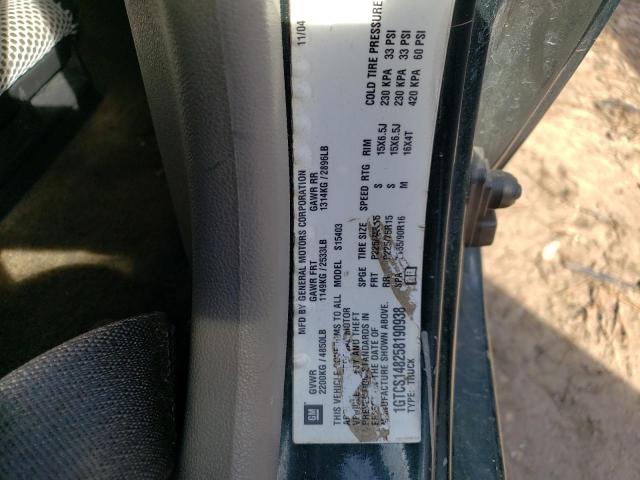 GM
MFD BY GENERAL MOTORS CORPORATION 11/04
GVWR GAWR FRT GAWR RR
2200KG / 4850LB 1149KG / 2533LB 1314KG / 2896LB
THIS VEHICLE TO ALL MODEL S15403
MOTOR
AND THEFT
STANDARDS IN
THE DATE OF
MANUFACTURE SHOWN ABOVE.
1GTCS148258190938
TYPE: TRUCK
SPGE TIRE SIZE SPEED RTG RIM COLD TIRE PRESSURE
FRT S 15X6.5J 230 KPA 33 PSI
RR S 15X6.5J 230 KPA 33 PSI
SPA M 16X4T 420 KPA 60 PSI